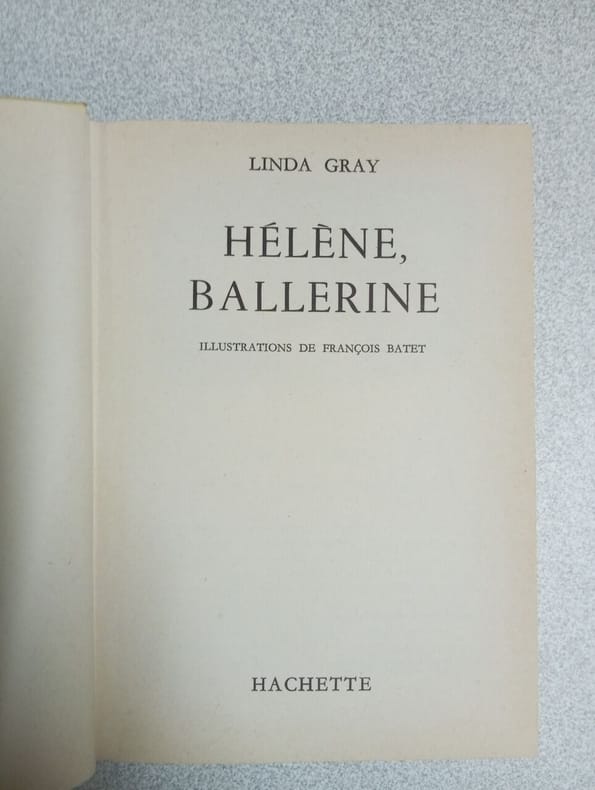 LINDA GRAY
HÉLÈNE,
BALLERINE
ILLUSTRATIONS DE FRANÇOIS BATET
HACHETTE